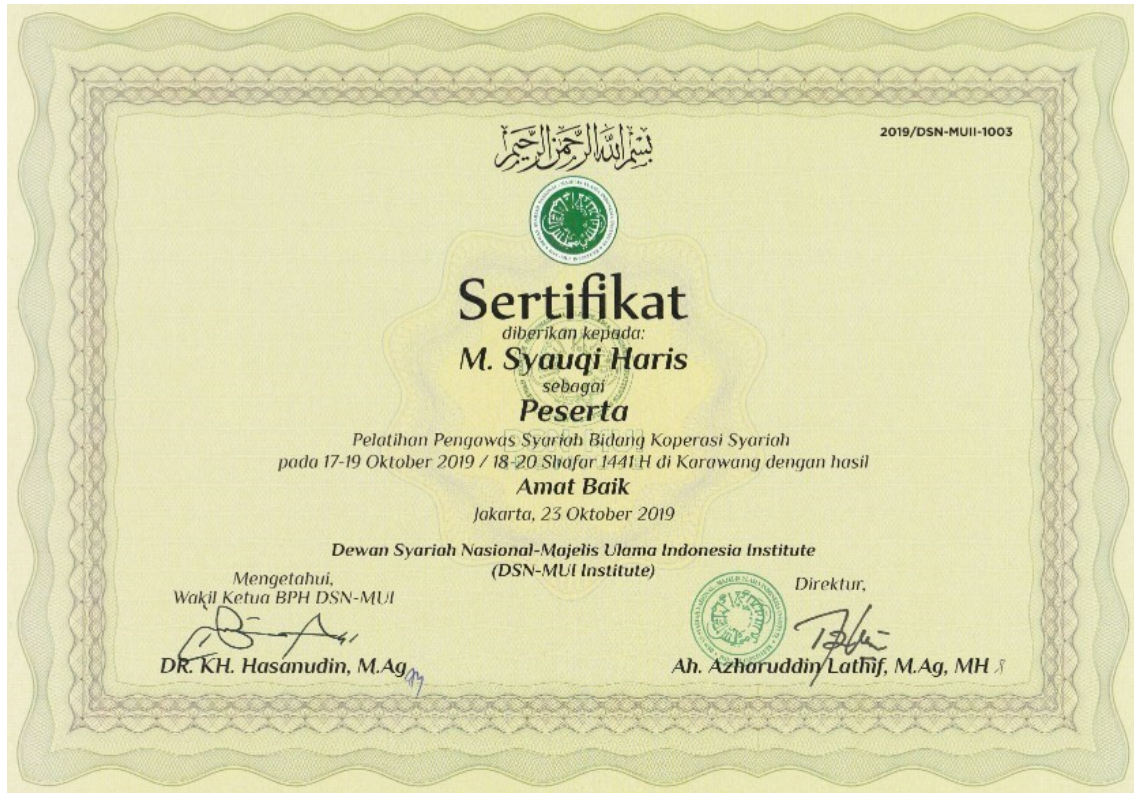 2019/DSN-MUII-1003
بسم الله الرحمن الرحيم
Sertifikat
diberikan kepada:
M. Syauqi Haris
sebagai
Peserta
DSN-MUI
Pelatihan Pengawas Syariah Bidang Koperasi Syariah
pada 17-19 Oktober 2019 / 18-20 Shafar 1441 H di Karawang dengan hasil
Amat Baik
Jakarta, 23 Oktober 2019
Dewan Syariah Nasional-Majelis Ulama Indonesia Institute
(DSN-MUI Institute)
Mengetahui,
Wakil Ketua BPH DSN-MUI
DR. KH. Hasanudin, M.Ag
Direktur,
Ah. Azharuddin Lathif, M.Ag, MH